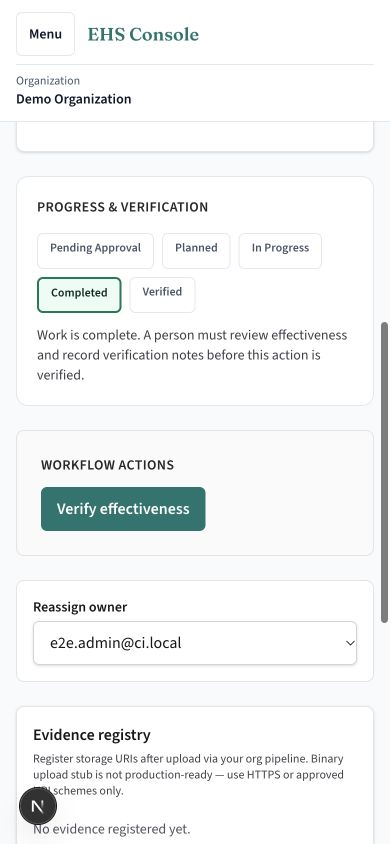 Menu
EHS Console
Organization
Demo Organization
PROGRESS & VERIFICATION
Pending Approval
Planned
In Progress
Completed
Verified
Work is complete. A person must review effectiveness
and record verification notes before this action is
verified.
WORKFLOW ACTIONS
Verify effectiveness
Reassign owner
e2e.admin@ci.local
Evidence registry
Register storage URIs after upload via your org pipeline. Binary
upload stub is not production-ready — use HTTPS or approved
schemes only.
N
No evidence registered yet.